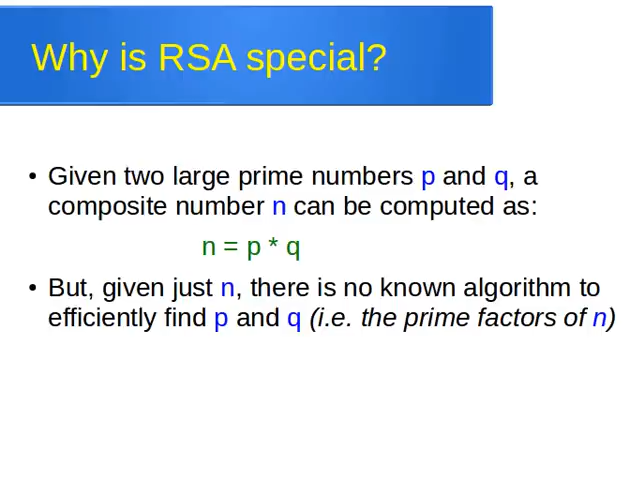 Why is RSA special?
• Given two large prime numbers p and q, a
composite number n can be computed as:
n = p * q
• But, given just n, there is no known algorithm to
efficiently find p and q (i.e. the prime factors of n)